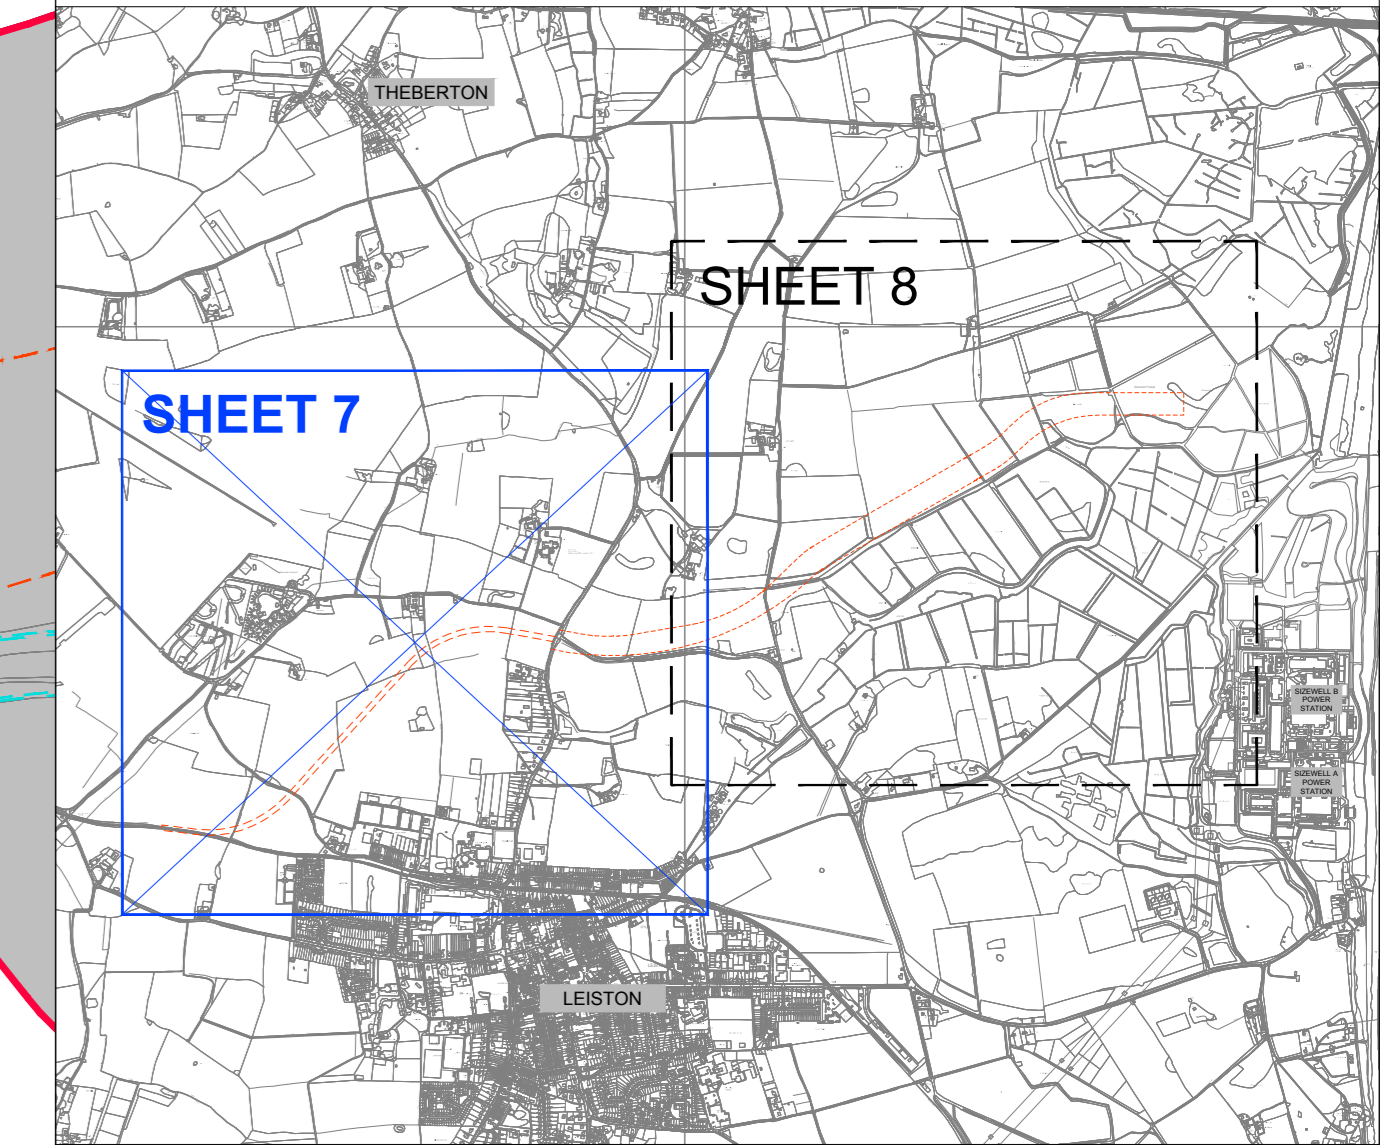 THEBERTON
SHEET 8
SHEET 7
SIZEWELL B
POWER
STATION
SIZEWELL A
POWER
STATION
LEISTON